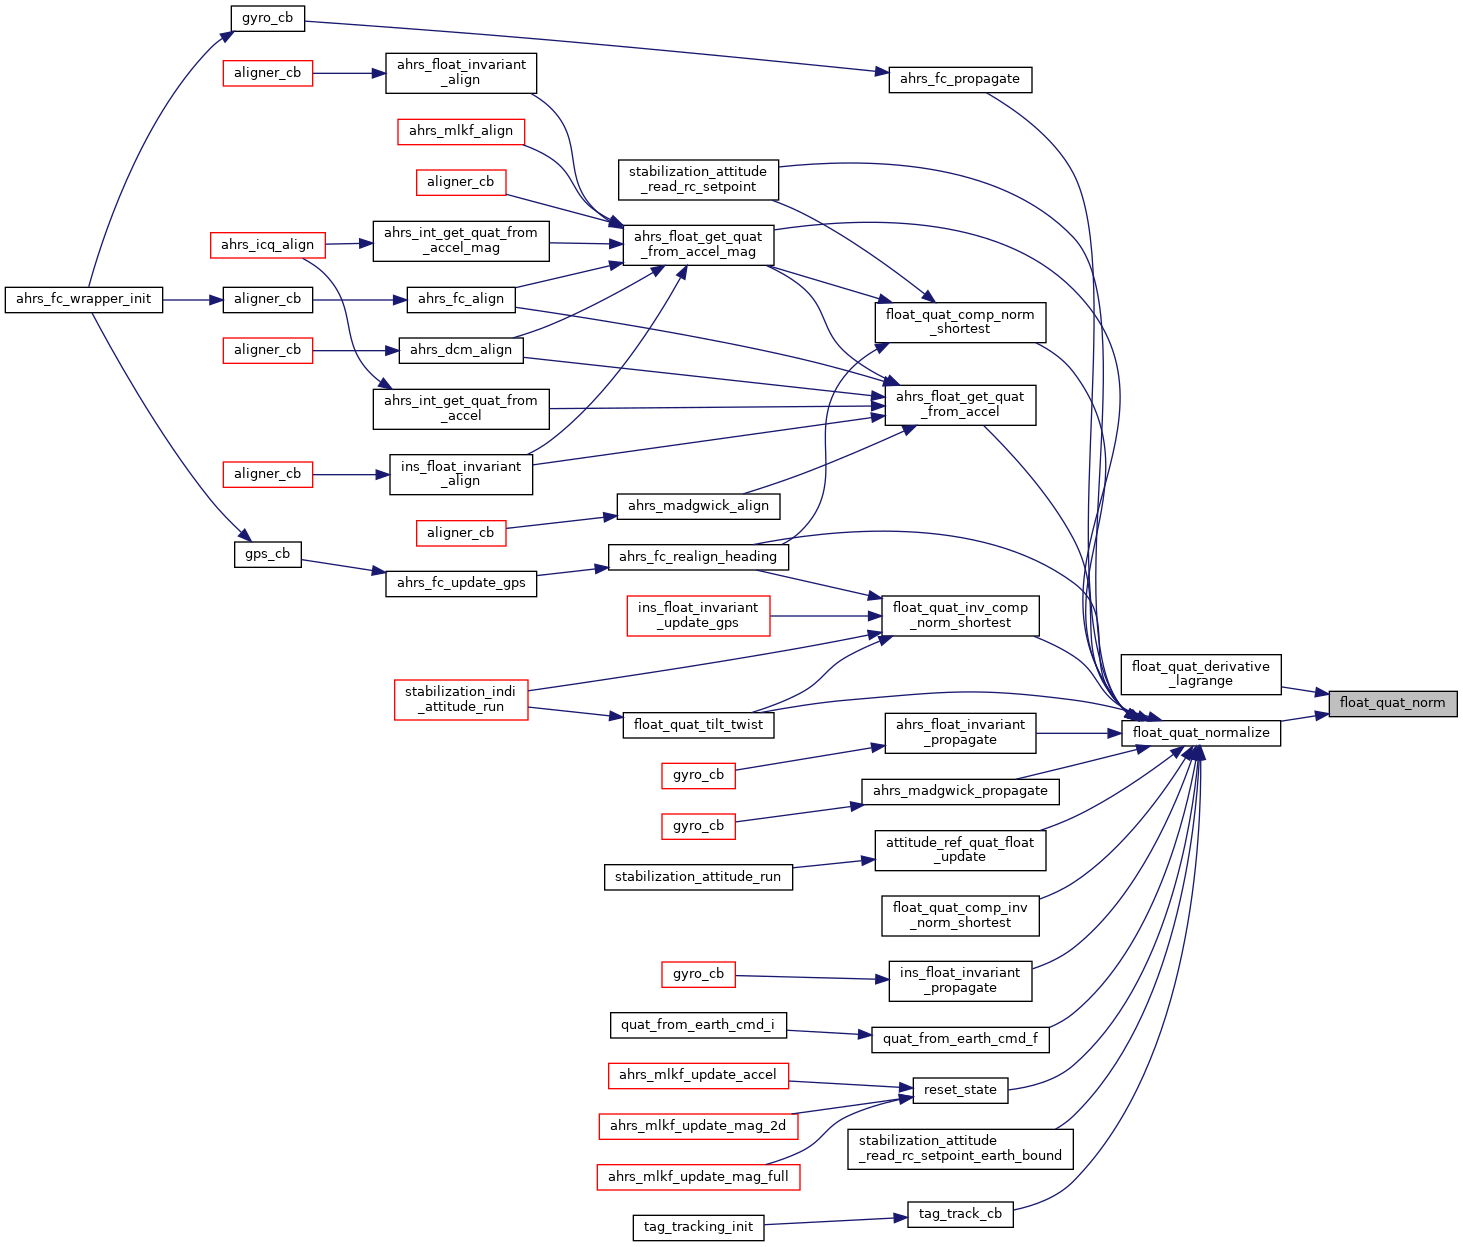 gyro_cb
aligner_cb
ahrs_float_invariant
_align
ahrs_fc_propagate
ahrs_mlkf_align
aligner_cb
stabilization_attitude
_read_rc_setpoint
ahrs_icq_align
ahrs_int_get_quat_from
_accel_mag
ahrs_float_get_quat
_from_accel_mag
ahrs_fc_wrapper_init
aligner_cb
ahrs_fc_align
float_quat_comp_norm
_shortest
aligner_cb
ahrs_dcm_align
ahrs_int_get_quat_from
_accel
ahrs_float_get_quat
_from_accel
aligner_cb
ins_float_invariant
_align
ahrs_madgwick_align
aligner_cb
gps_cb
ahrs_fc_update_gps
ahrs_fc_realign_heading
ins_float_invariant
_update_gps
float_quat_inv_comp
_norm_shortest
stabilization_indi
_attitude_run
float_quat_tilt_twist
float_quat_derivative
_lagrange
float_quat_norm
float_quat_normalize
ahrs_float_invariant
_propagate
gyro_cb
ahrs_madgwick_propagate
gyro_cb
attitude_ref_quat_float
_update
stabilization_attitude_run
float_quat_comp_inv
_norm_shortest
gyro_cb
ins_float_invariant
_propagate
quat_from_earth_cmd_i
quat_from_earth_cmd_f
ahrs_mlkf_update_accel
reset_state
ahrs_mlkf_update_mag_2d
stabilization_attitude
_read_rc_setpoint_earth_bound
ahrs_mlkf_update_mag_full
tag_tracking_init
tag_track_cb